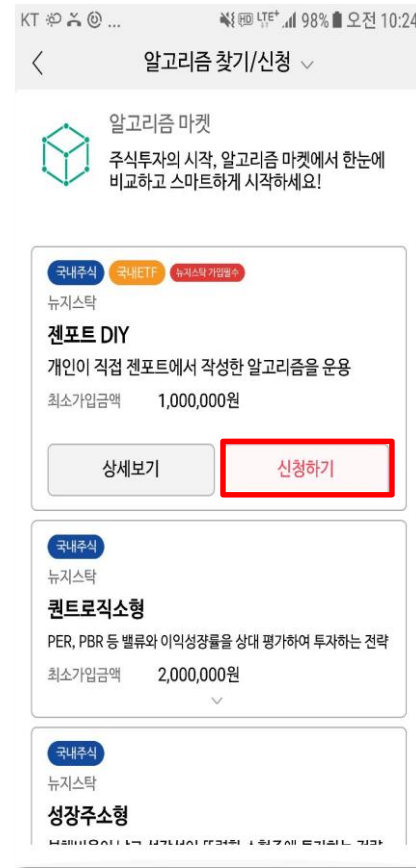 KT ... HD LTE+ 98% 오전 10:24
알고리즘 찾기/신청
알고리즘 마켓
주식투자의 시작, 알고리즘 마켓에서 한눈에
비교하고 스마트하게 시작하세요!
국내주식 국내ETF 뉴지스탁 가입필수
뉴지스탁
젠포트 DIY
개인이 직접 젠포트에서 작성한 알고리즘을 운용
최소가입금액 1,000,000원
상세보기 신청하기
국내주식
뉴지스탁
퀀트로직소형
PER, PBR 등 밸류와 이익성장률을 상대 평가하여 투자하는 전략
최소가입금액 2,000,000원
국내주식
뉴지스탁
성장주소형